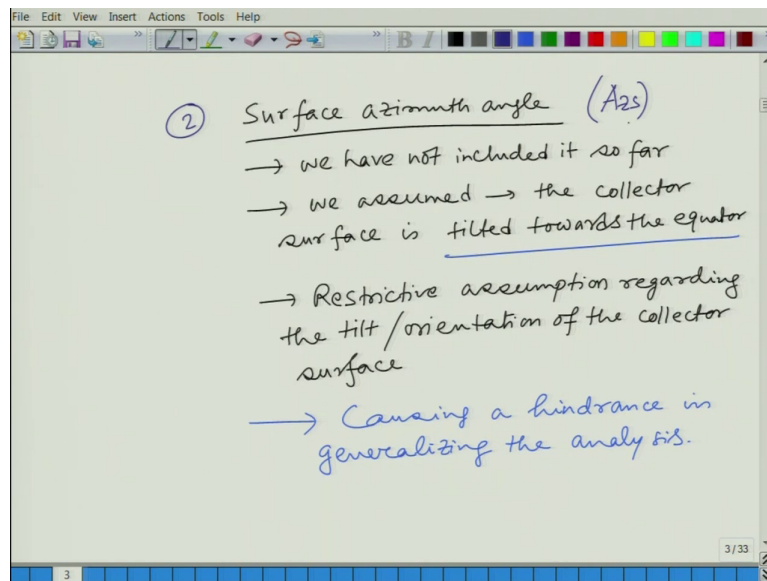 File Edit View Insert Actions Tools Help
B I
2 Surface azimuth angle (Azs)
→ we have not included it so far
→ we assumed → the collector
surface is tilted towards the equator
→ Restrictive assumption regarding
the tilt / orientation of the collector
surface
→ Causing a hindrance in
generalizing the analysis.
3/33
3